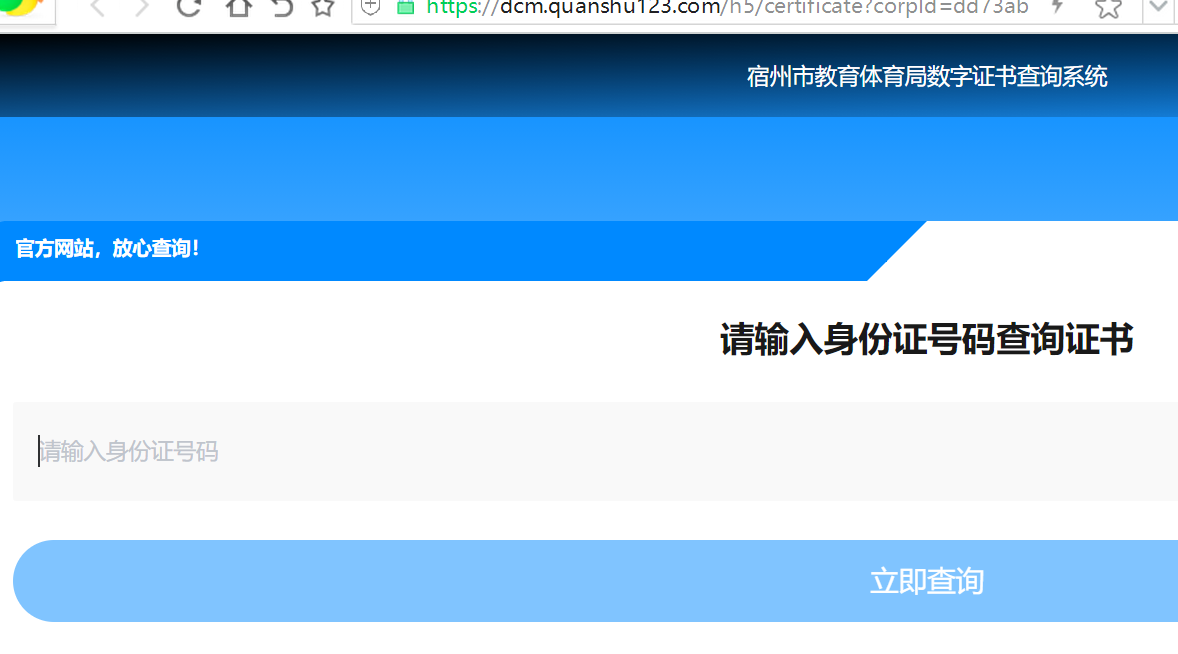 https://dcm.quanshu123.com/h5/certificate?corpId=dd73ab
宿州市教育体育局数字证书查询系统
官方网站，放心查询！
请输入身份证号码查询证书
请输入身份证号码
立即查询